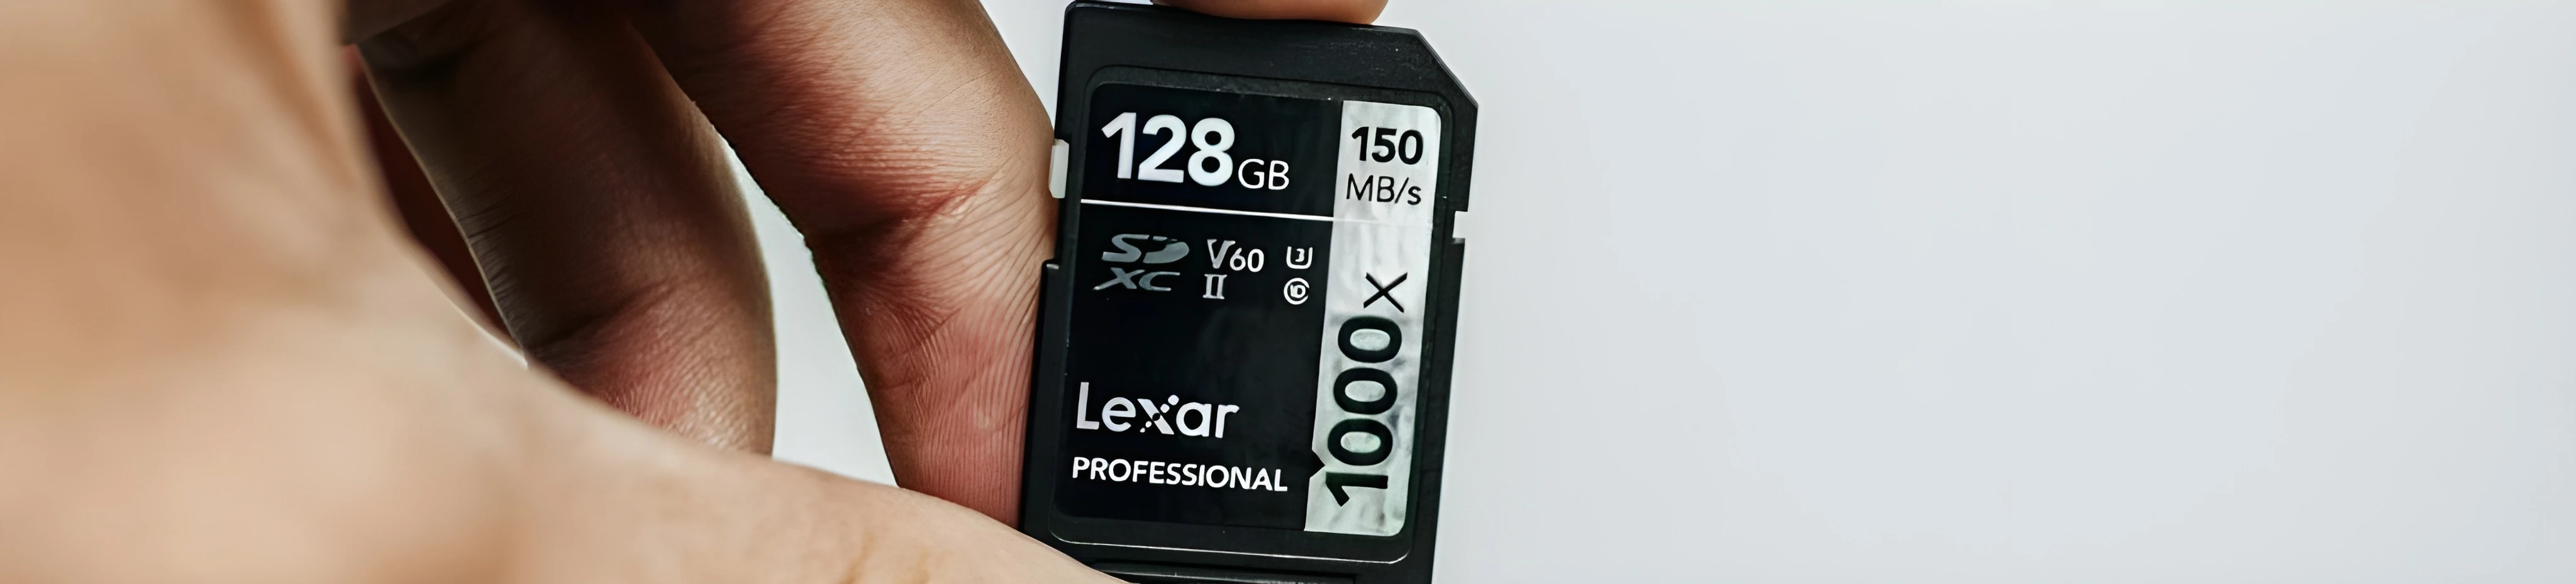 128GB
150
MB/s
SD
XC
V60
II
3
10
1000x
Lexar
PROFESSIONAL